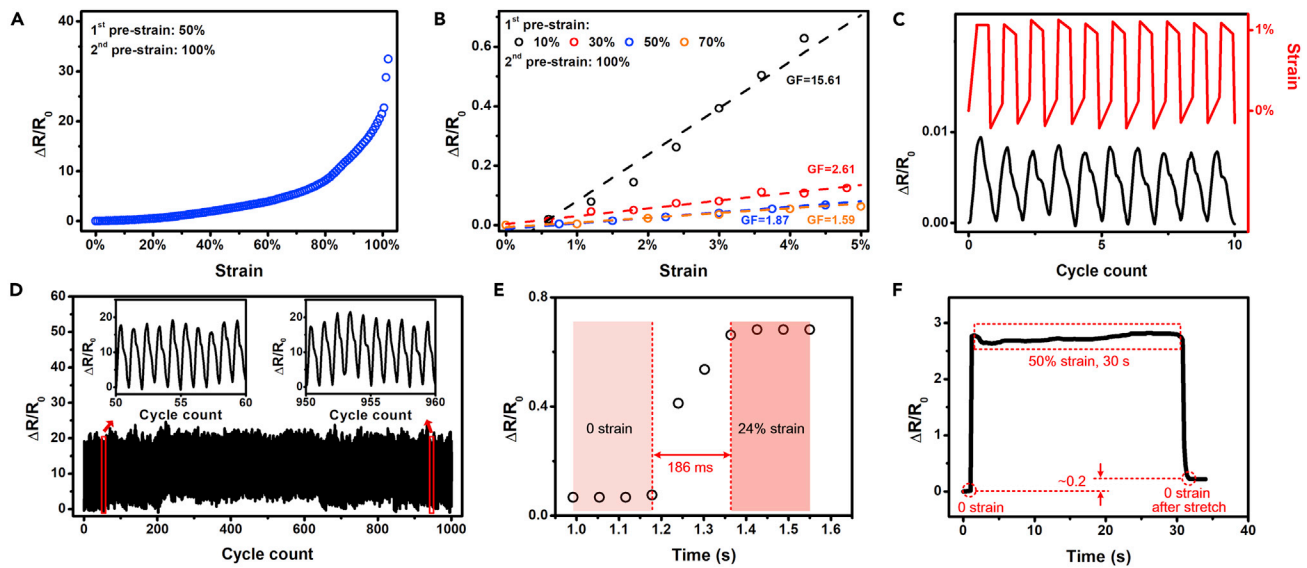 A
40
30
20
10
0
ΔR/R0
1st pre-strain: 50%
2nd pre-strain: 100%
0% 20% 40% 60% 80% 100%
Strain
B
0.6
0.4
0.2
0.0
ΔR/R0
1st pre-strain:
10% 30% 50% 70%
2nd pre-strain: 100%
GF=15.61
GF=2.61
GF=1.87
GF=1.59
0% 1% 2% 3% 4% 5%
Strain
C
1%
0%
Strain
0.01
0.00
ΔR/R0
0 5 10
Cycle count
D
60
50
40
30
20
10
0
ΔR/R0
20
10
0
ΔR/R0
50 55 60
Cycle count
20
10
0
ΔR/R0
950 955 960
Cycle count
0 200 400 600 800 1000
Cycle count
E
0.8
0.4
0.0
ΔR/R0
0 strain
24% strain
186 ms
1.0 1.1 1.2 1.3 1.4 1.5 1.6
Time (s)
F
3
2
1
0
ΔR/R0
50% strain, 30 s
~0.2
0 strain
0 strain
after stretch
0 10 20 30 40
Time (s)